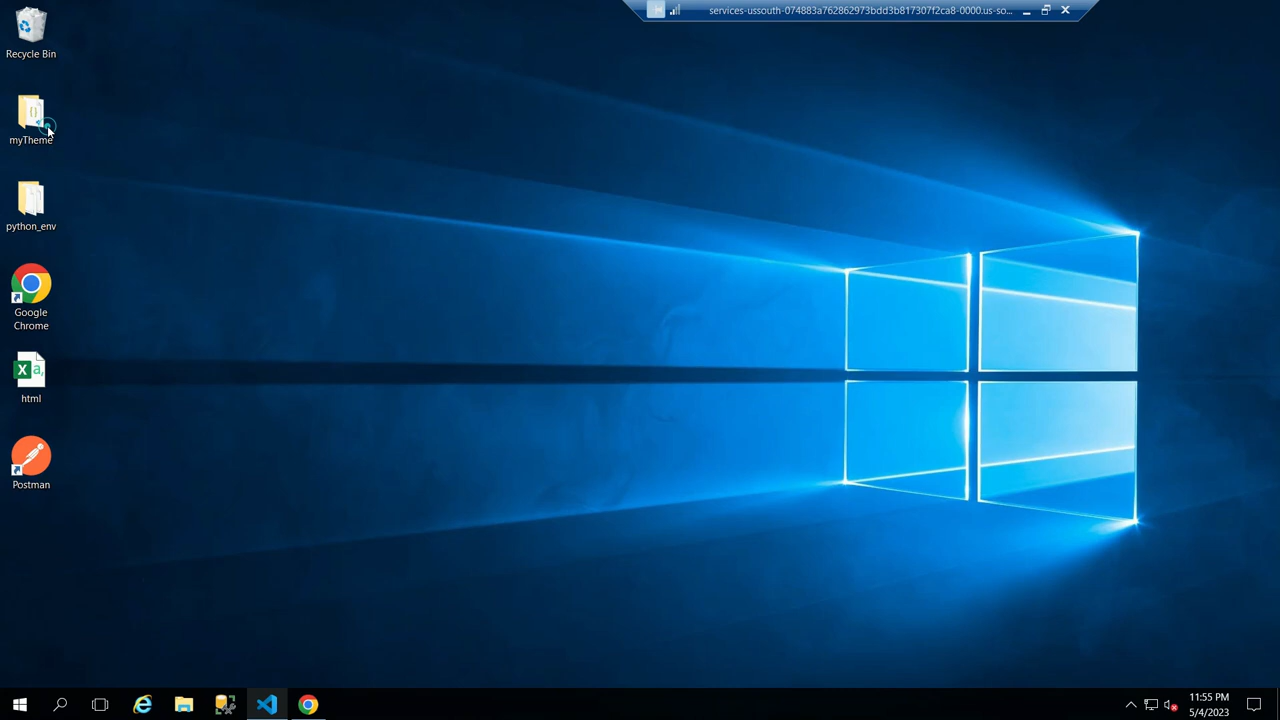 services-ussouth-074883a762862973bdd3b817307f2ca8-0000.us-so...
Recycle Bin
myTheme
python_env
Google
Chrome
html
Postman
11:55 PM
5/4/2023